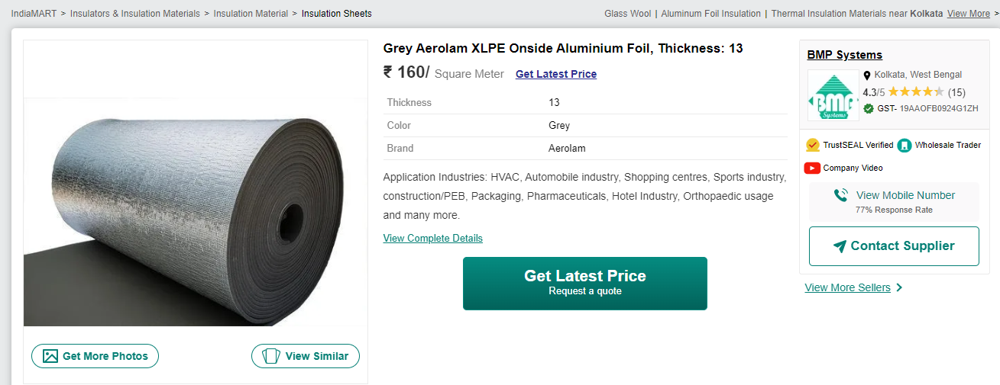 IndiaMART > Insulators & Insulation Materials > Insulation Material > Insulation Sheets
Glass Wool | Aluminum Foil Insulation | Thermal Insulation Materials near Kolkata View More >
Grey Aerolam XLPE Onside Aluminium Foil, Thickness: 13
₹ 160/ Square Meter Get Latest Price
Thickness 13
Color Grey
Brand Aerolam
Application Industries: HVAC, Automobile industry, Shopping centres, Sports industry,
construction/PEB, Packaging, Pharmaceuticals, Hotel Industry, Orthopaedic usage
and many more.
View Complete Details
Get Latest Price
Request a quote
Get More Photos
View Similar
BMP Systems
BMP
Systems
Kolkata, West Bengal
4.3/5 (15)
GST- 19AAOFB0924G1ZH
TrustSEAL Verified Wholesale Trader
Company Video
View Mobile Number
77% Response Rate
Contact Supplier
View More Sellers